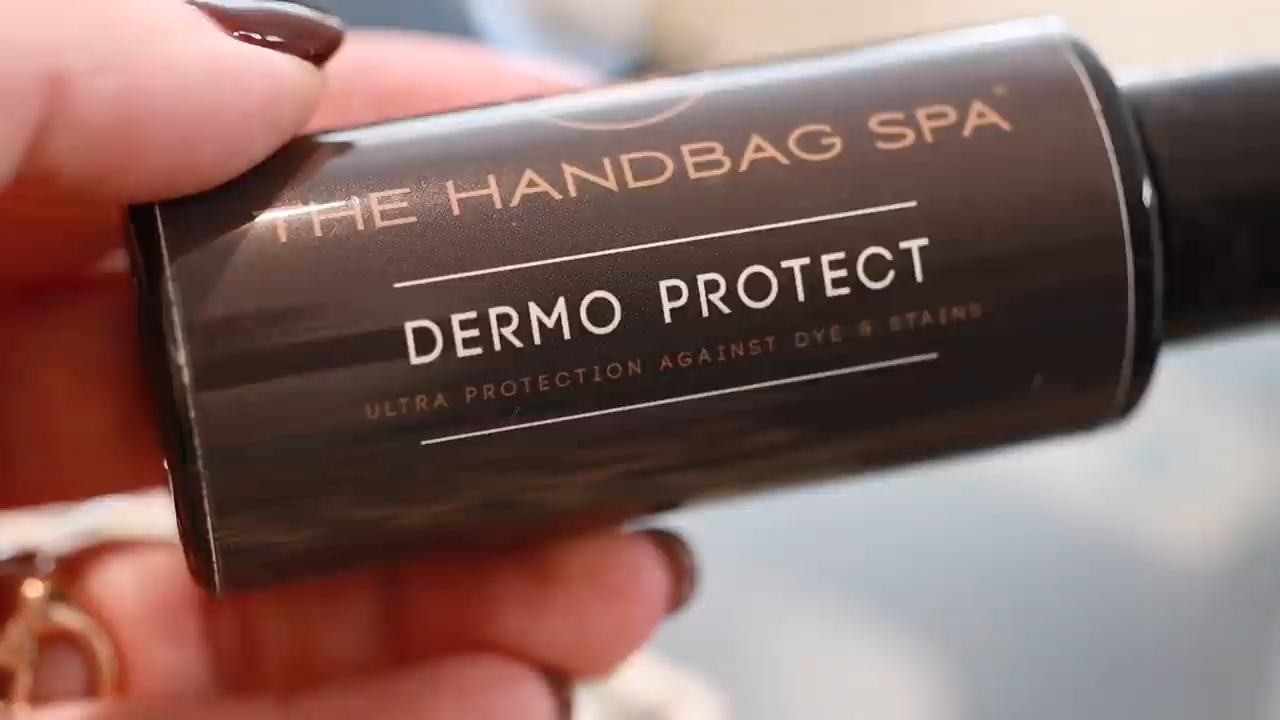 THE HANDBAG SPA
DERMO PROTECT
ULTRA PROTECTION AGAINST DYE & STAINS